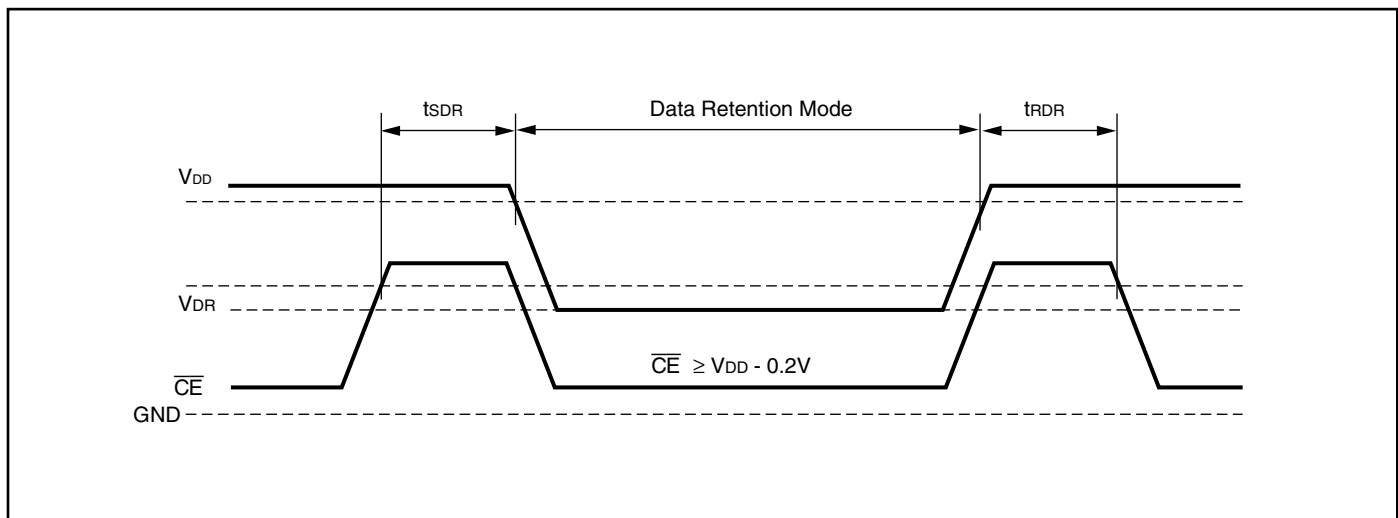 tSDR Data Retention Mode tRDR
VDD
VDR
CE ≥ VDD - 0.2V
CE
GND